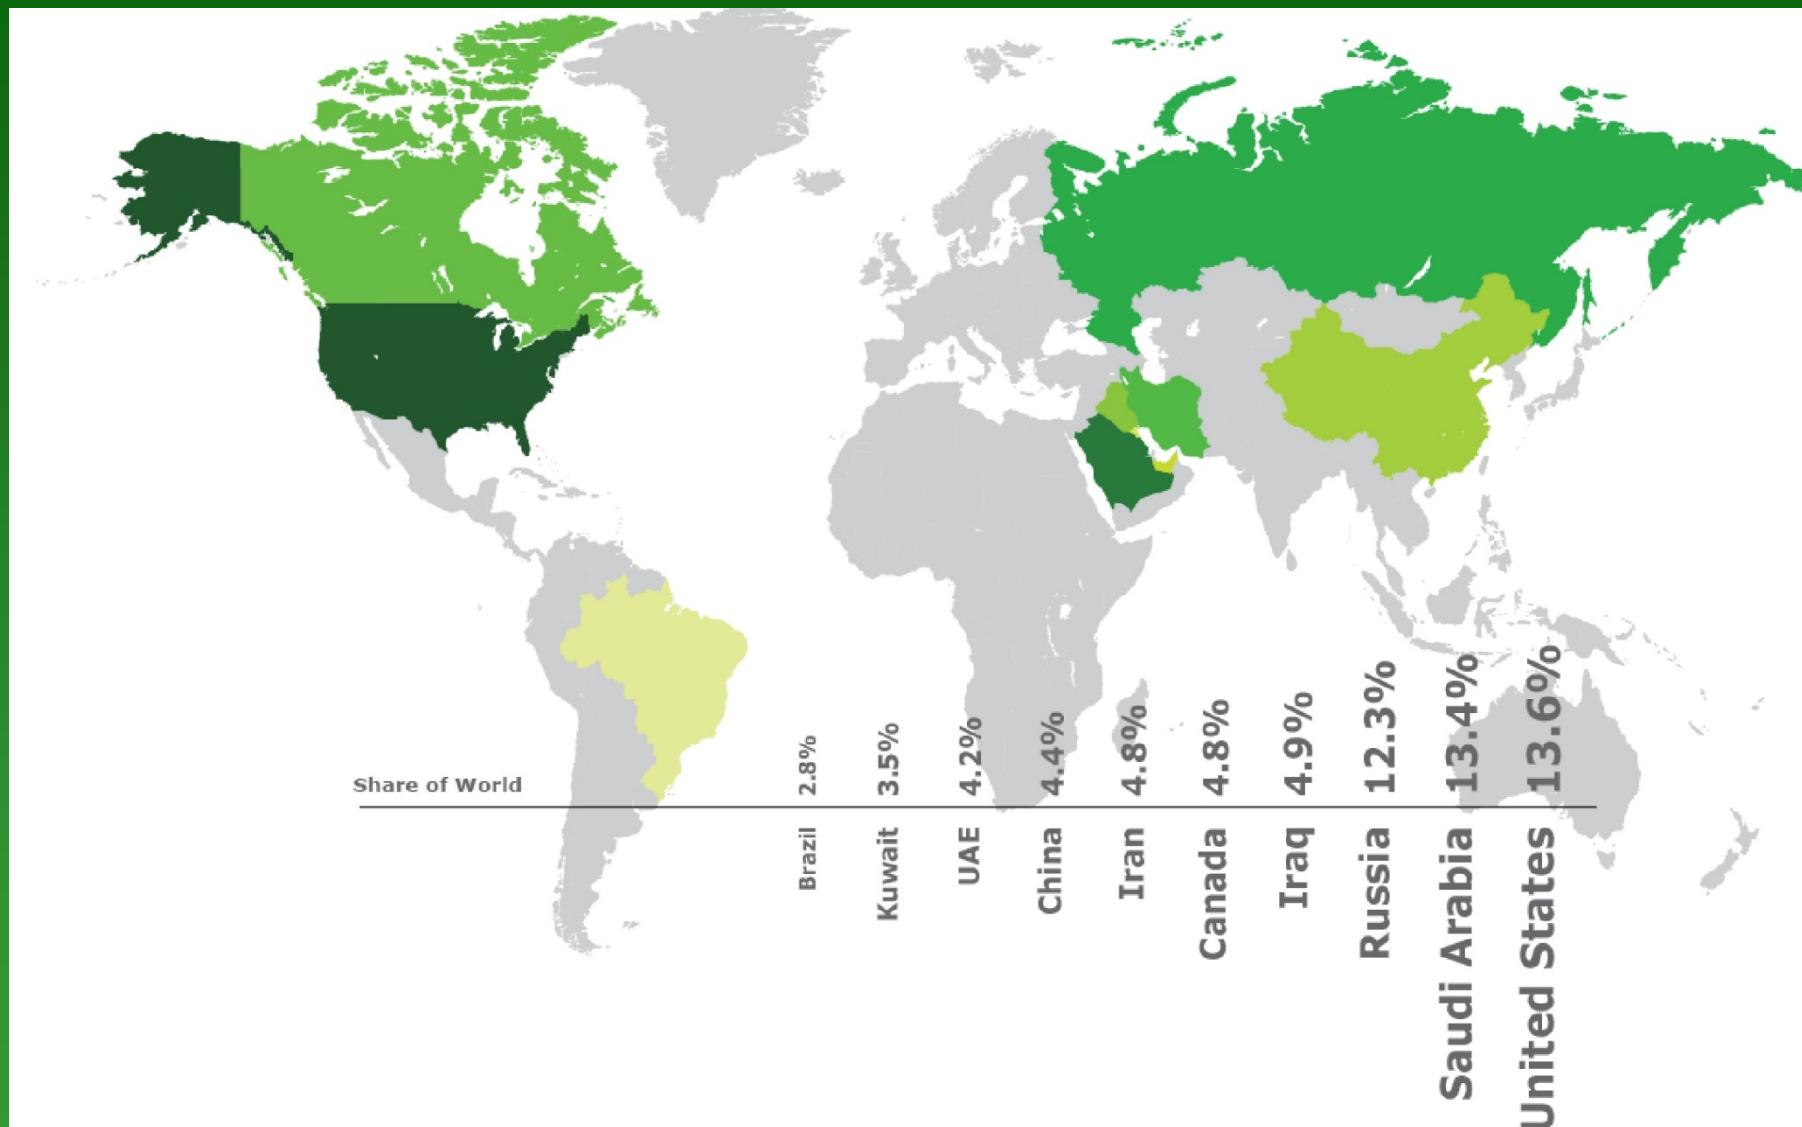 Share of World
2.8%
3.5%
4.2%
4.4%
4.8%
4.8%
4.9%
12.3%
13.4%
13.6%
Brazil
Kuwait
UAE
China
Iran
Canada
Iraq
Russia
Saudi Arabia
United States